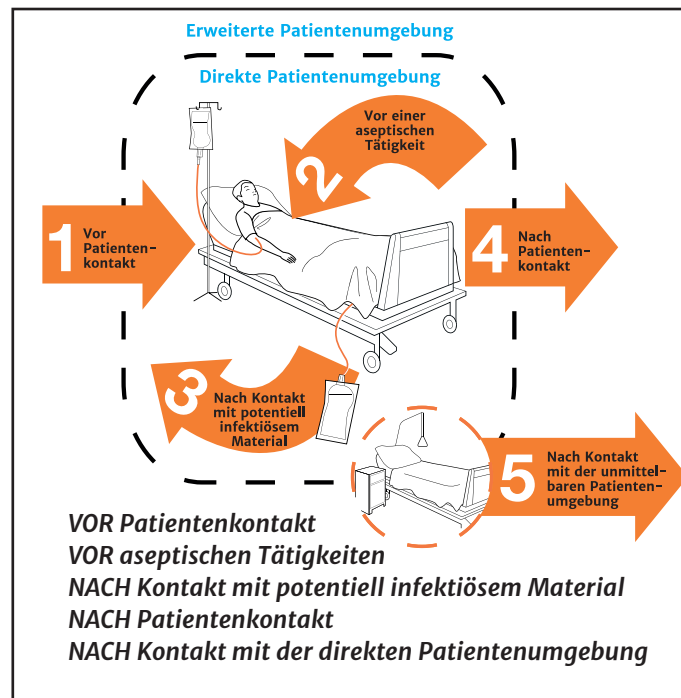 Erweiterte Patientenumgebung
Direkte Patientenumgebung
2
Vor einer
aseptischen
Tätigkeit
1
Vor
Patienten-
kontakt
4
Nach
Patienten-
kontakt
3
Nach Kontakt
mit potentiell
infektiösem
Material
5
Nach Kontakt
mit der unmittel-
baren Patienten-
umgebung
VOR Patientenkontakt
VOR aseptischen Tätigkeiten
NACH Kontakt mit potentiell infektiösem Material
NACH Patientenkontakt
NACH Kontakt mit der direkten Patientenumgebung